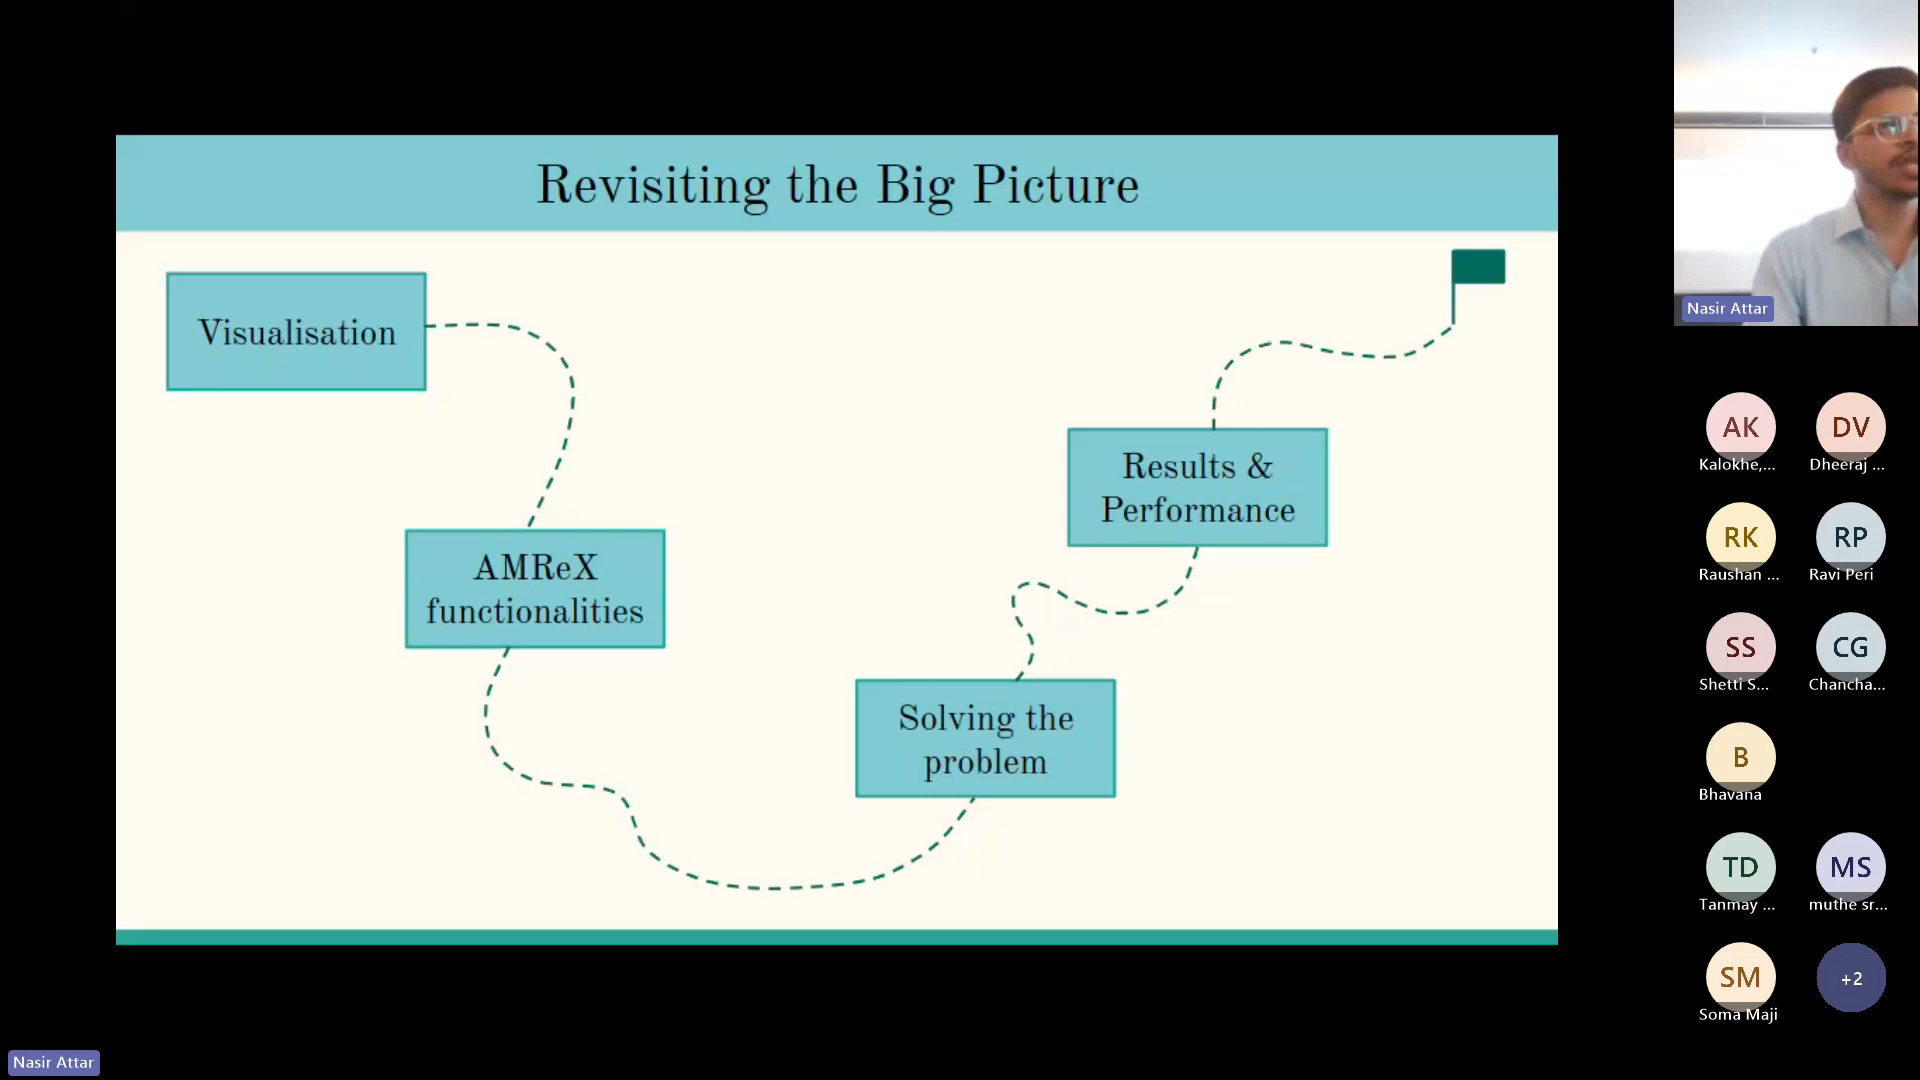 Revisiting the Big Picture
Visualisation
AMReX
functionalities
Solving the
problem
Results &
Performance
Nasir Attar
AK
Kalokhe,...
DV
Dheeraj ...
RK
Raushan ...
RP
Ravi Peri
SS
Shetti S...
CG
Chancha...
B
Bhavana
TD
Tanmay ...
MS
muthe sr...
SM
Soma Maji
+2
Nasir Attar